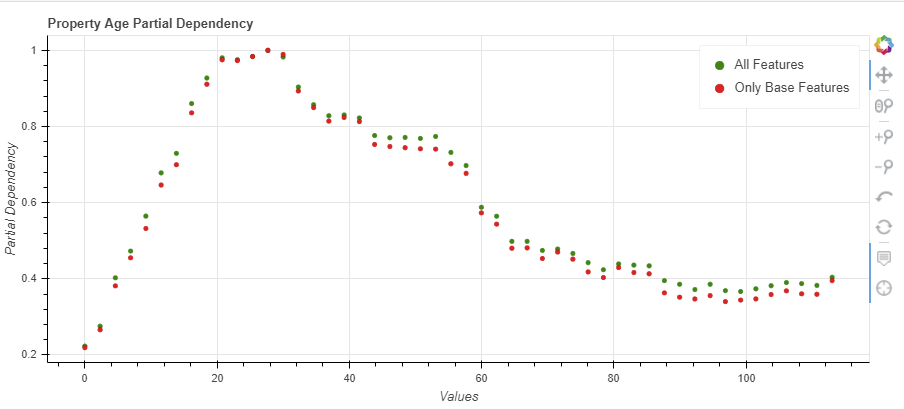 Property Age Partial Dependency
All Features
Only Base Features
1
0.8
0.6
0.4
0.2
Partial Dependency
0 20 40 60 80 100
Values